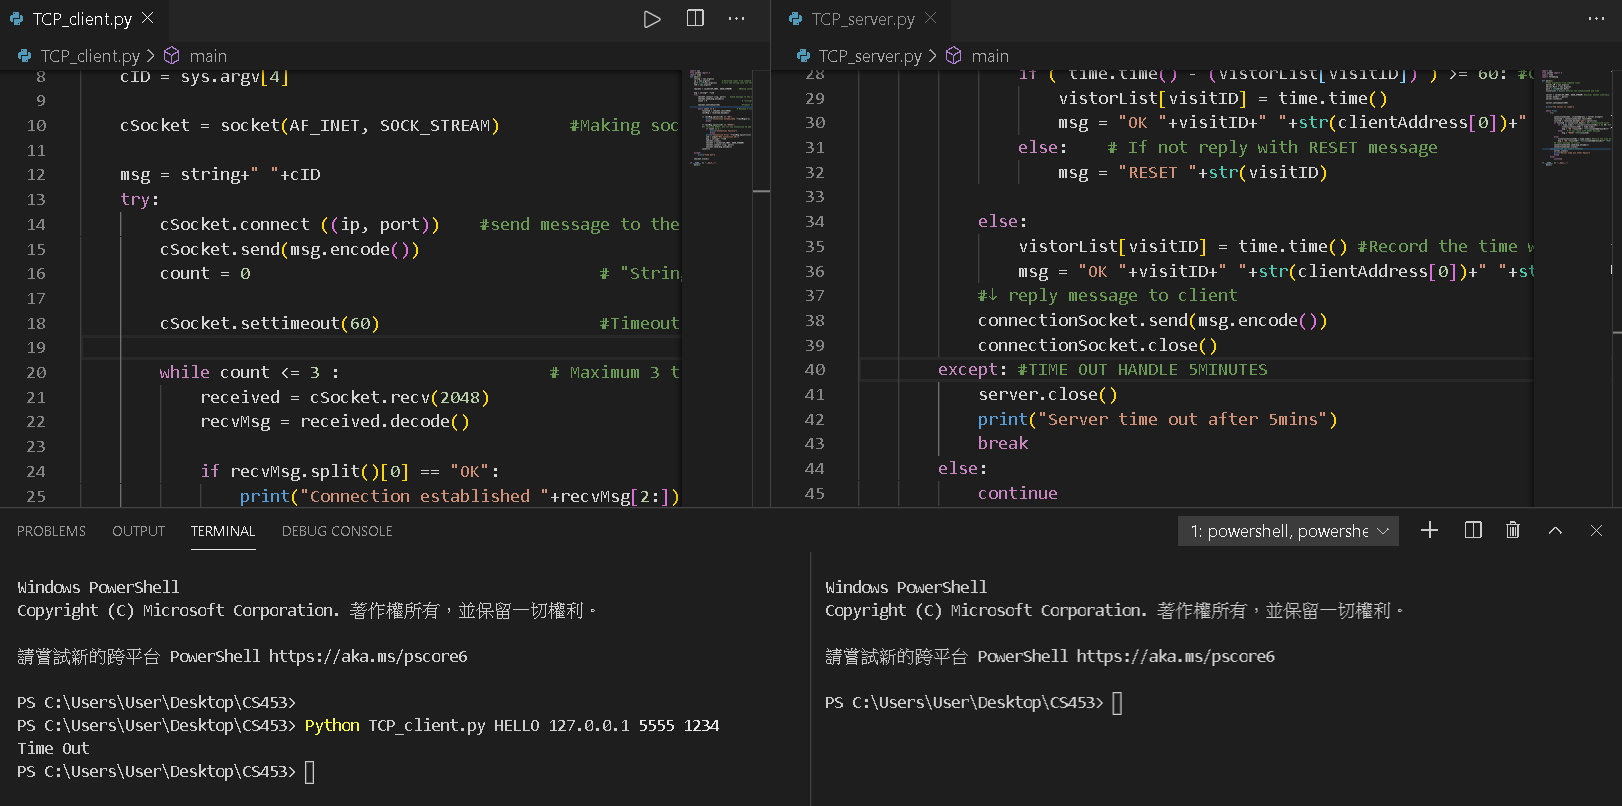 TCP_client.py
TCP_client.py > main
8 cID = sys.argv[4]
9
10 cSocket = socket(AF_INET, SOCK_STREAM) #Making soc
11
12 msg = string+" "+cID
13 try:
14 cSocket.connect ((ip, port)) #send message to the
15 cSocket.send(msg.encode())
16 count = 0 # "String
17
18 cSocket.settimeout(60) #Timeout
19
20 while count <= 3 : # Maximum 3 t
21 received = cSocket.recv(2048)
22 recvMsg = received.decode()
23
24 if recvMsg.split()[0] == "OK":
25 print("Connection established "+recvMsg[2:])
TCP_server.py
TCP_server.py > main
28 if ( time.time() - (vistorList[visitID]) ) >= 60: #
29 vistorList[visitID] = time.time()
30 msg = "OK "+visitID+" "+str(clientAddress[0])+"
31 else: # If not reply with RESET message
32 msg = "RESET "+str(visitID)
33
34 else:
35 vistorList[visitID] = time.time() #Record the time w
36 msg = "OK "+visitID+" "+str(clientAddress[0])+" "+st
37 #↓ reply message to client
38 connectionSocket.send(msg.encode())
39 connectionSocket.close()
40 except: #TIME OUT HANDLE 5MINUTES
41 server.close()
42 print("Server time out after 5mins")
43 break
44 else:
45 continue
PROBLEMS OUTPUT TERMINAL DEBUG CONSOLE
1: powershell, powershe
Windows PowerShell
Copyright (C) Microsoft Corporation. 著作權所有，並保留一切權利。
請嘗試新的跨平台 PowerShell https://aka.ms/pscore6
PS C:\Users\User\Desktop\CS453>
PS C:\Users\User\Desktop\CS453> Python TCP_client.py HELLO 127.0.0.1 5555 1234
Time Out
PS C:\Users\User\Desktop\CS453>
Windows PowerShell
Copyright (C) Microsoft Corporation. 著作權所有，並保留一切權利。
請嘗試新的跨平台 PowerShell https://aka.ms/pscore6
PS C:\Users\User\Desktop\CS453>